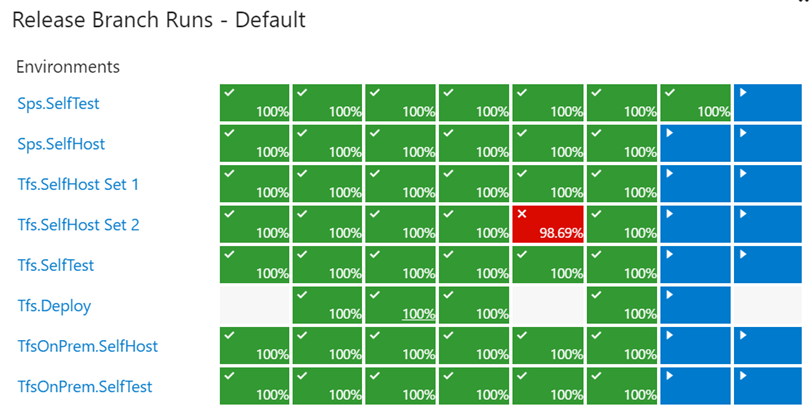 Release Branch Runs - Default
Environments
Sps.SelfTest 100% 100% 100% 100% 100% 100% 100%
Sps.SelfHost 100% 100% 100% 100% 100% 100%
Tfs.SelfHost Set 1 100% 100% 100% 100% 100% 100%
Tfs.SelfHost Set 2 100% 100% 100% 100% 98.69% 100%
Tfs.SelfTest 100% 100% 100% 100% 100% 100%
Tfs.Deploy 100% 100% 100% 100%
TfsOnPrem.SelfHost 100% 100% 100% 100% 100% 100%
TfsOnPrem.SelfTest 100% 100% 100% 100% 100% 100%